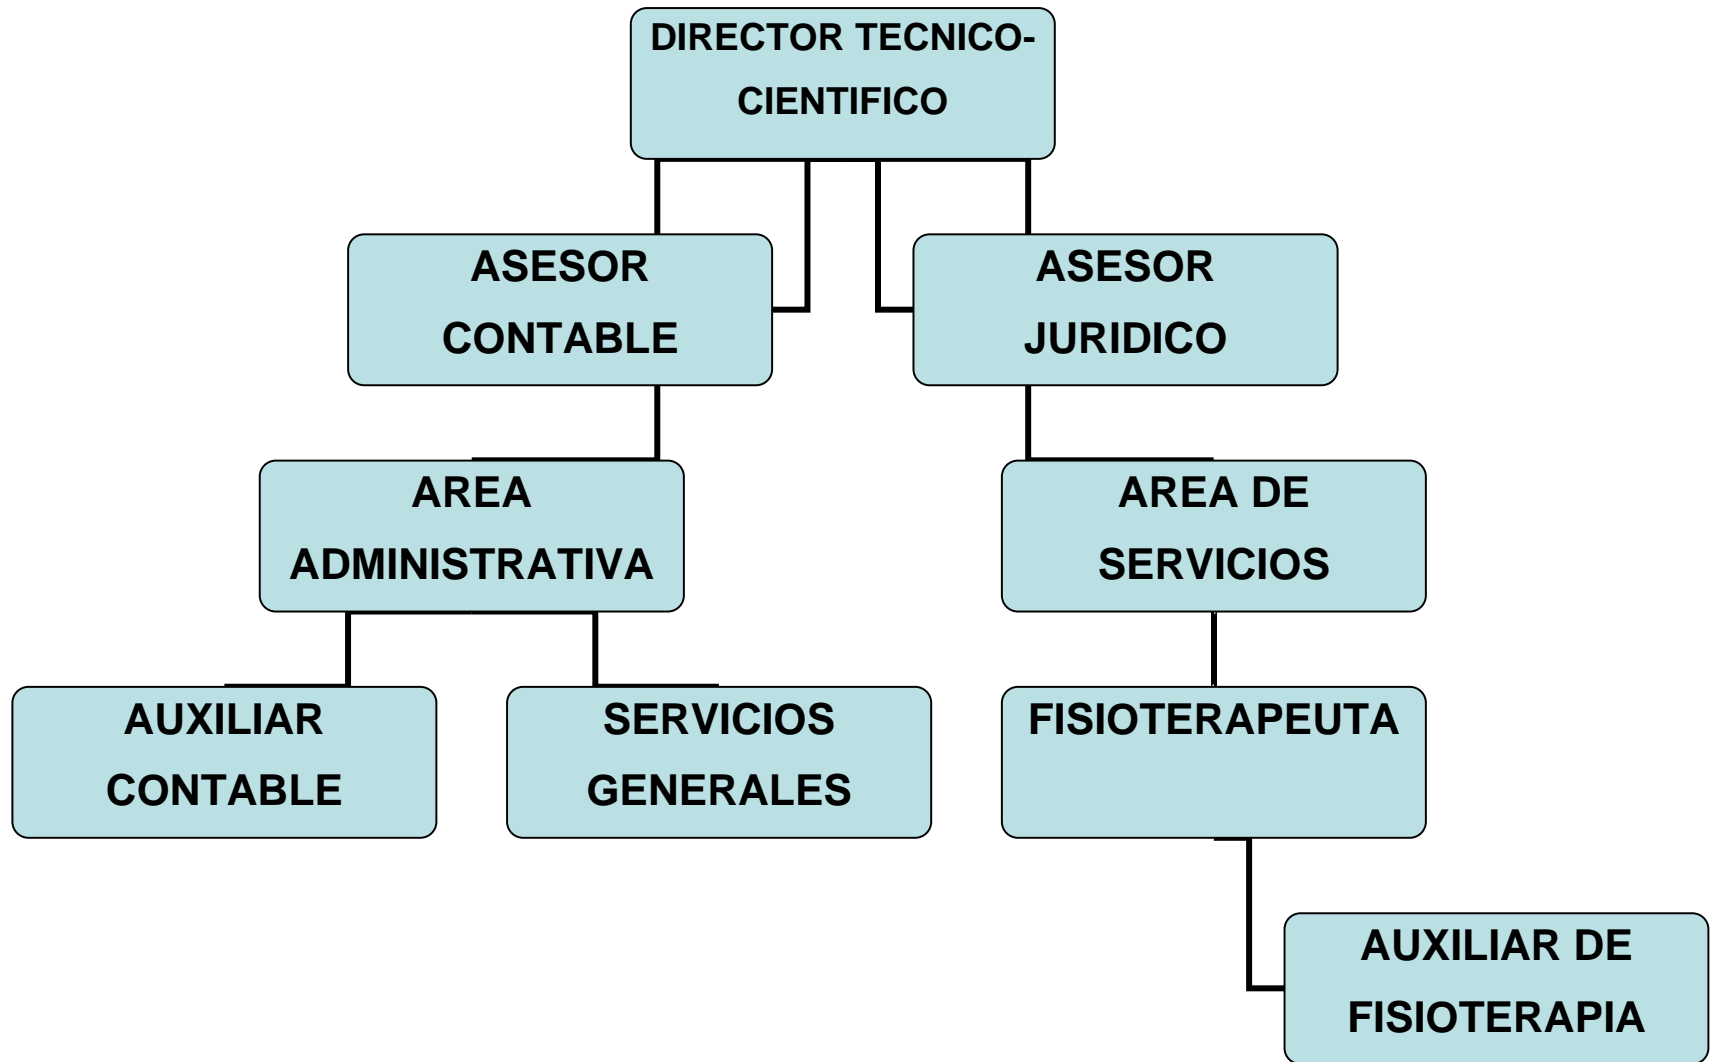 DIRECTOR TECNICO-
CIENTIFICO
ASESOR
CONTABLE
ASESOR
JURIDICO
AREA
ADMINISTRATIVA
AREA DE
SERVICIOS
AUXILIAR
CONTABLE
SERVICIOS
GENERALES
FISIOTERAPEUTA
AUXILIAR DE
FISIOTERAPIA